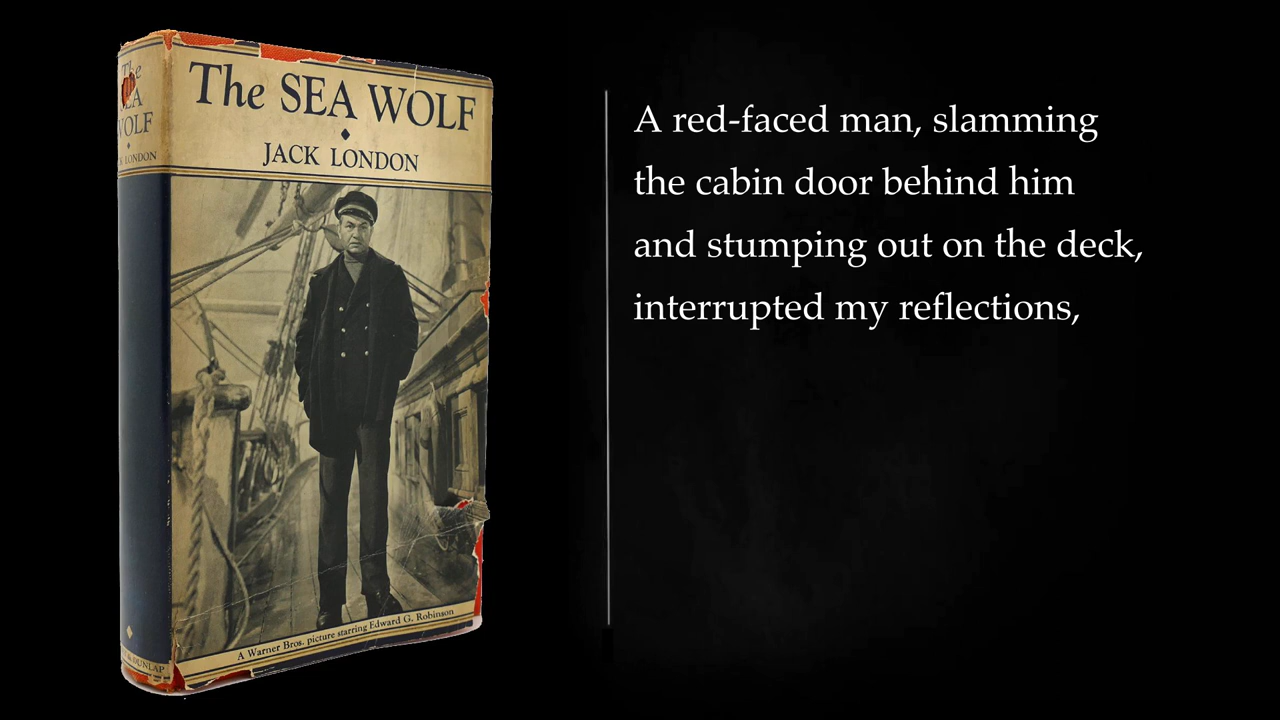 The SEA WOLF
JACK LONDON
A Warner Bros. picture starring Edward G. Robinson
The
SEA
WOLF
LONDON
DUNLAP
A red-faced man, slamming
the cabin door behind him
and stumping out on the deck,
interrupted my reflections,